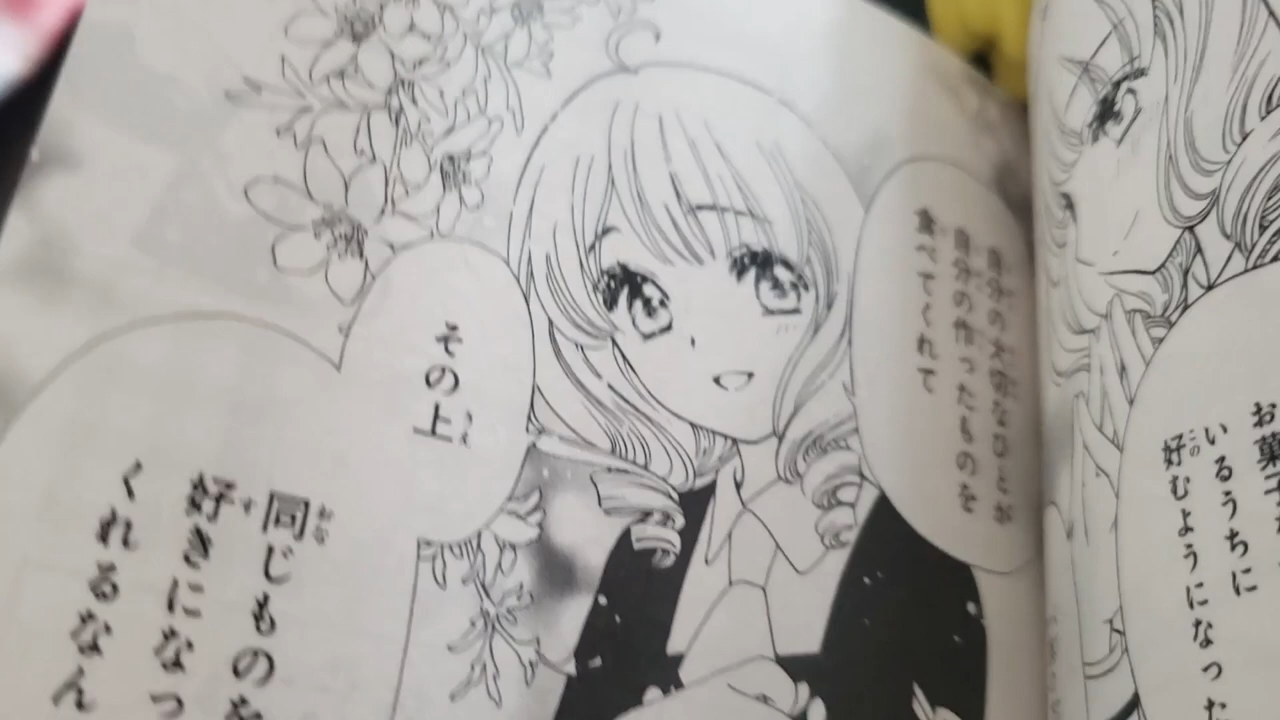 お菓子
いるうちに
好むようになった
自分の大切なひとが
自分の作ったものを
食べてくれて
その上
同じものを
好きになっ
くれるなん